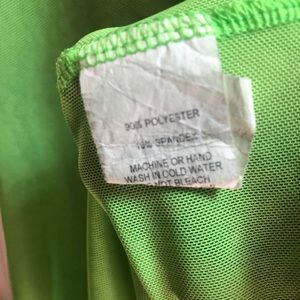 90% POLYESTER
10% SPANDEX
MACHINE OR HAND
WASH IN COLD WATER
NOT BLEACH